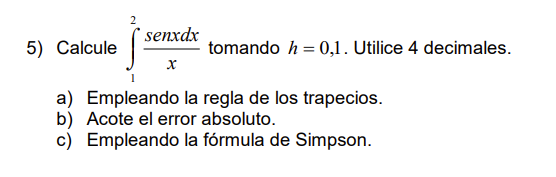 5) Calcule ∫₁² senxdx/x tomando h = 0,1. Utilice 4 decimales.
a) Empleando la regla de los trapecios.
b) Acote el error absoluto.
c) Empleando la fórmula de Simpson.